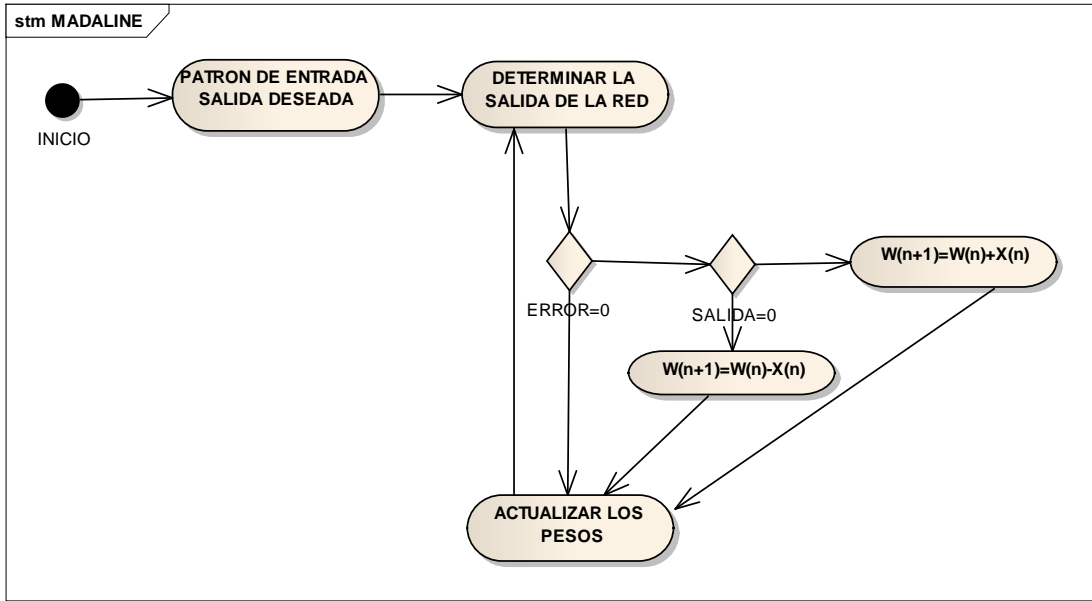 stm MADALINE
INICIO
PATRON DE ENTRADA
SALIDA DESEADA
DETERMINAR LA
SALIDA DE LA RED
ERROR=0
SALIDA=0
W(n+1)=W(n)+X(n)
W(n+1)=W(n)-X(n)
ACTUALIZAR LOS
PESOS